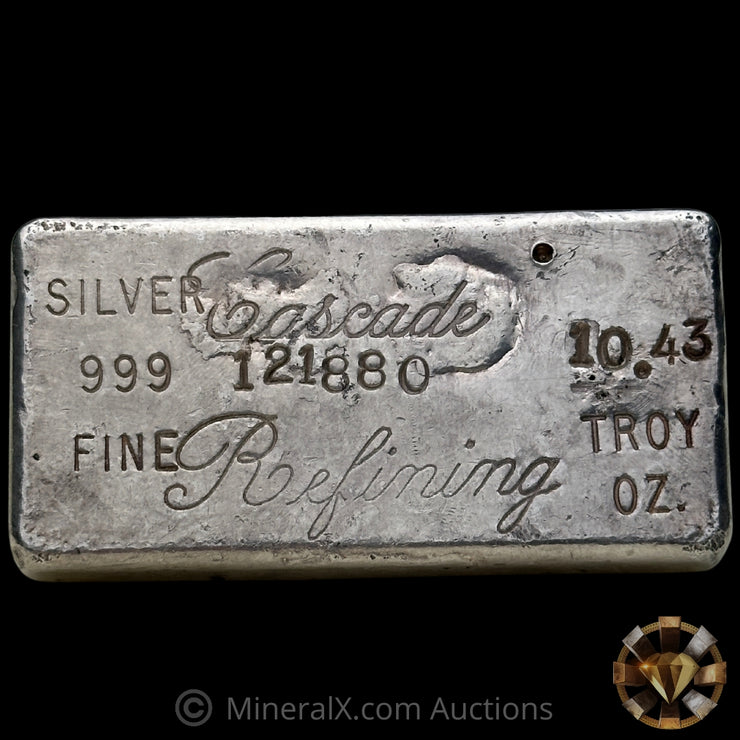 SILVER Cascade 10.43
999 121880
FINE Refining TROY
OZ.
© MineralX.com Auctions